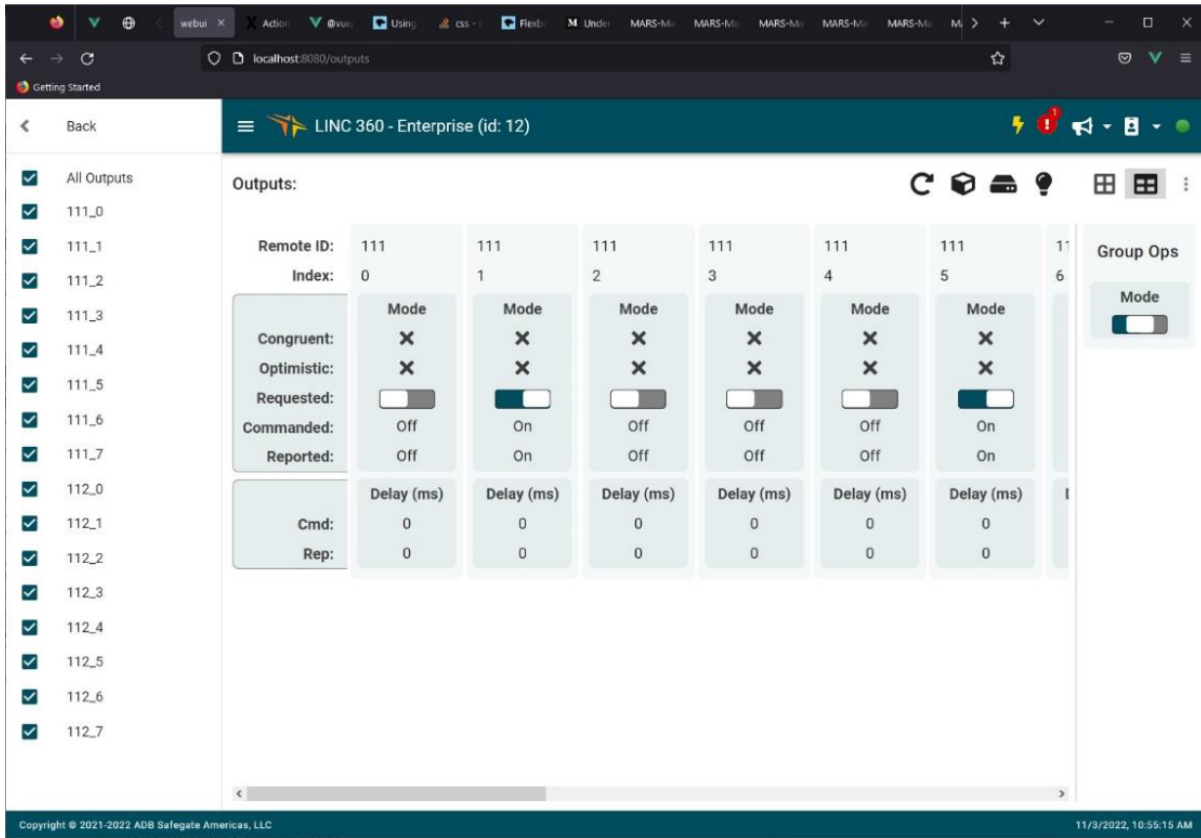 webui Action @vue Using css - Flexb M Under MARS-Ma MARS-Ma MARS-Ma MARS-Ma MARS-Ma
localhost:8080/outputs
Getting Started
Back
LINC 360 - Enterprise (id: 12)
1
All Outputs
111_0
111_1
111_2
111_3
111_4
111_5
111_6
111_7
112_0
112_1
112_2
112_3
112_4
112_5
112_6
112_7
Outputs:
Remote ID: 111 111 111 111 111 111 11
Index: 0 1 2 3 4 5 6
Mode Mode Mode Mode Mode Mode
Congruent:
Optimistic:
Requested:
Commanded: Off On Off Off Off On
Reported: Off On Off Off Off On
Delay (ms) Delay (ms) Delay (ms) Delay (ms) Delay (ms) Delay (ms)
Cmd: 0 0 0 0 0 0
Rep: 0 0 0 0 0 0
Group Ops
Mode
Copyright © 2021-2022 ADB Safegate Americas, LLC
11/3/2022, 10:55:15 AM